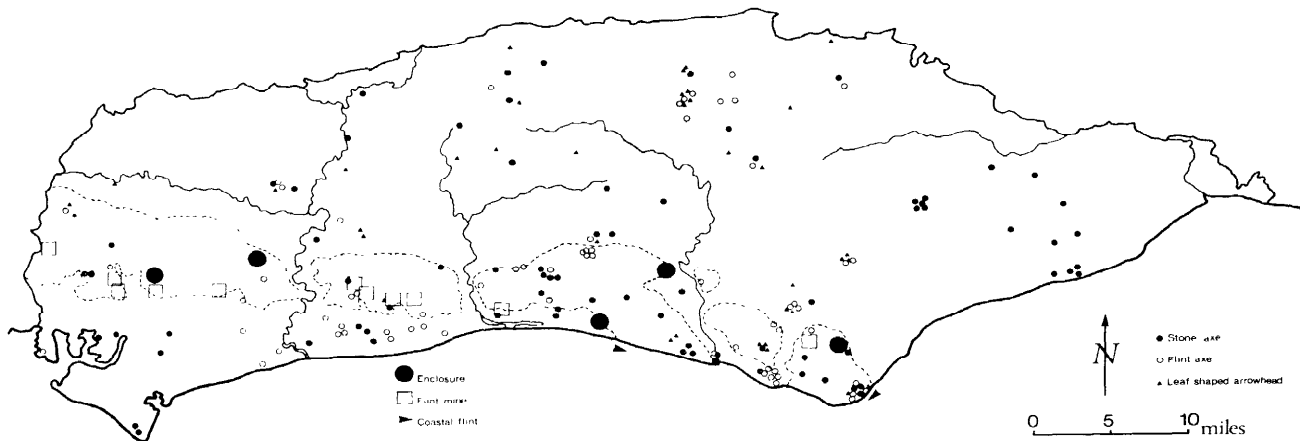 Enclosure
Flint mine
Coastal flint
N
Stone axe
Flint axe
Leaf shaped arrowhead
0 5 10 miles